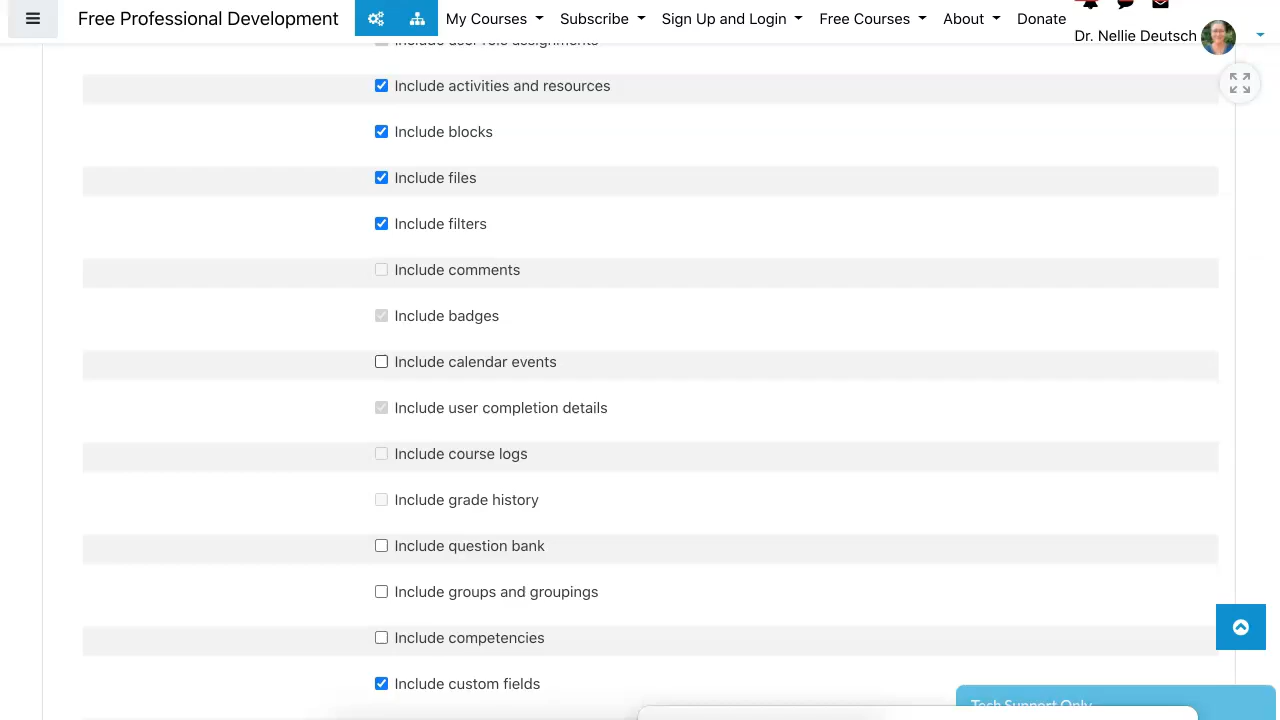 Free Professional Development
My Courses
Subscribe
Sign Up and Login
Free Courses
About
Donate
Dr. Nellie Deutsch
Include user role assignments
Include activities and resources
Include blocks
Include files
Include filters
Include comments
Include badges
Include calendar events
Include user completion details
Include course logs
Include grade history
Include question bank
Include groups and groupings
Include competencies
Include custom fields
Tech Support Only